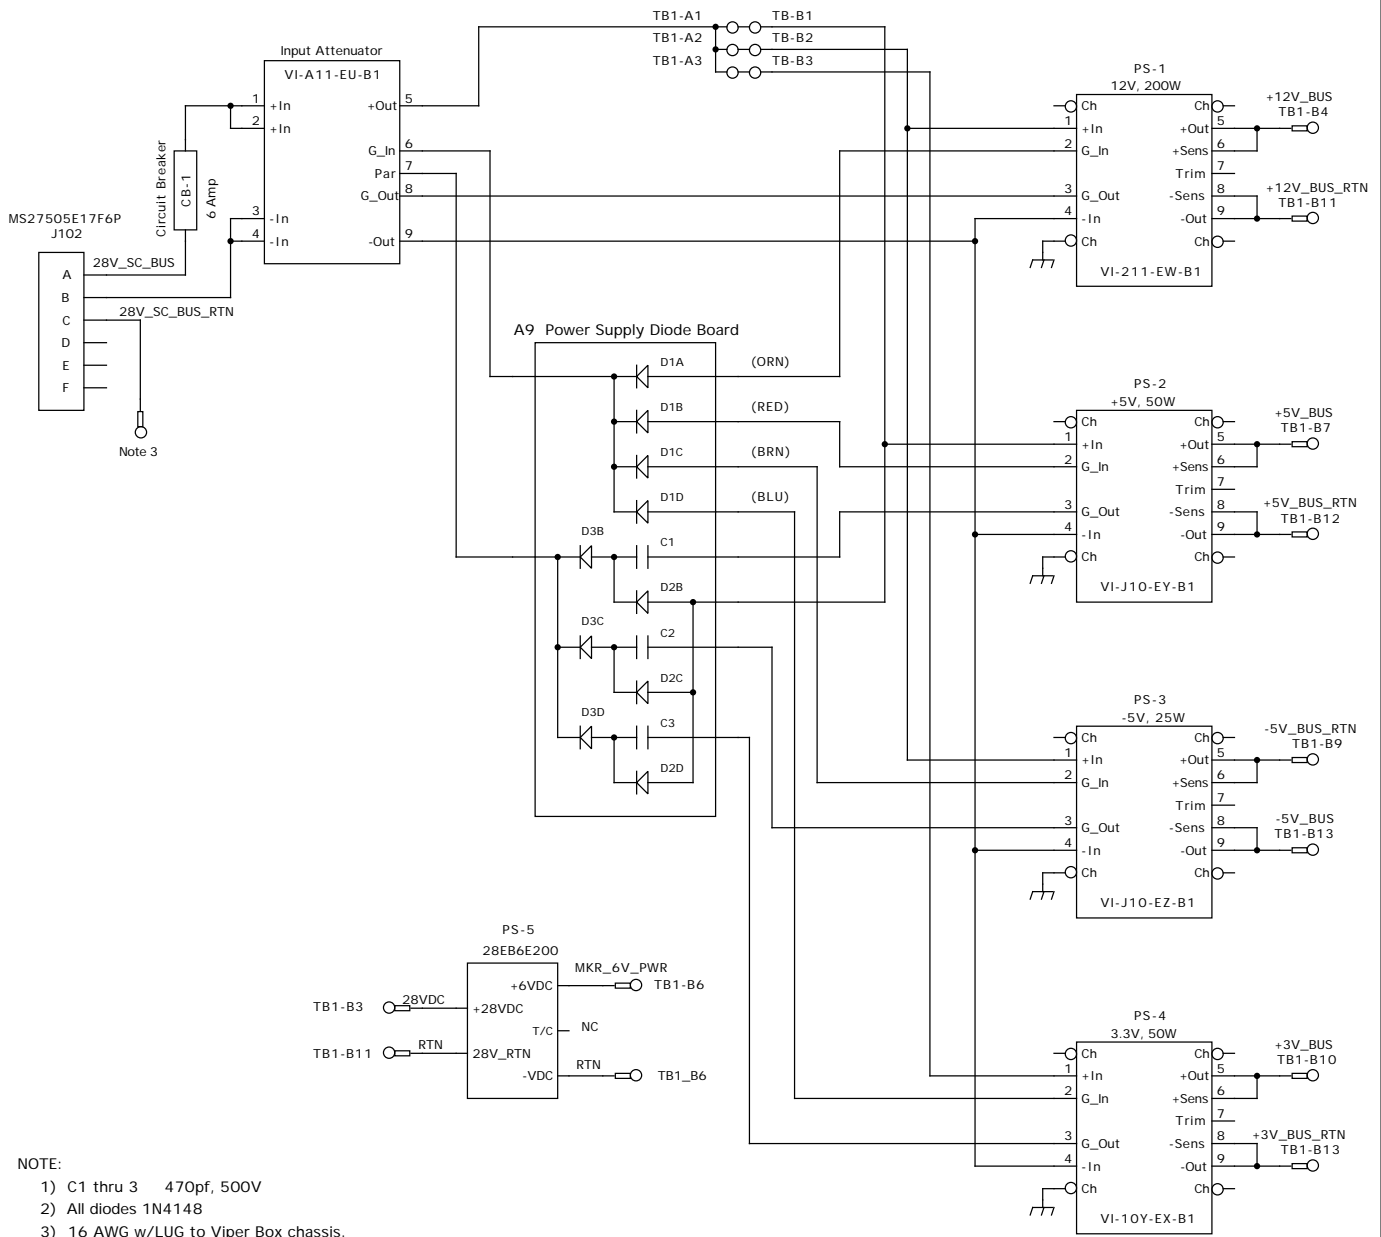 TB1-A1
TB-B1
TB1-A2
TB-B2
TB1-A3
TB-B3
Input Attenuator
VI-A11-EU-B1
1 +In
2 +In
3 -In
4 -In
+Out 5
G_In 6
Par 7
G_Out 8
-Out 9
Circuit Breaker
CB-1
6 Amp
MS27505E17F6P
J102
A
B
C
D
E
F
28V_SC_BUS
28V_SC_BUS_RTN
Note 3
A9 Power Supply Diode Board
D1A
(ORN)
D1B
(RED)
D1C
(BRN)
D1D
(BLU)
D3B
C1
D2B
D3C
C2
D2C
D3D
C3
D2D
PS-1
12V, 200W
Ch
Ch
1 +In
+Out 5
2 G_In
+Sens 6
Trim 7
3 G_Out
-Sens 8
4 -In
-Out 9
Ch
Ch
VI-211-EW-B1
+12V_BUS
TB1-B4
+12V_BUS_RTN
TB1-B11
PS-2
+5V, 50W
Ch
Ch
1 +In
+Out 5
2 G_In
+Sens 6
Trim 7
3 G_Out
-Sens 8
4 -In
-Out 9
Ch
Ch
VI-J10-EY-B1
+5V_BUS
TB1-B7
+5V_BUS_RTN
TB1-B12
PS-3
-5V, 25W
Ch
Ch
1 +In
+Out 5
2 G_In
+Sens 6
Trim 7
3 G_Out
-Sens 8
4 -In
-Out 9
Ch
Ch
VI-J10-EZ-B1
-5V_BUS_RTN
TB1-B9
-5V_BUS
TB1-B13
PS-5
28EB6E200
+6VDC
+28VDC
T/C
28V_RTN
-VDC
TB1-B3
28VDC
TB1-B11
RTN
MKR_6V_PWR
TB1-B6
NC
RTN
TB1_B6
PS-4
3.3V, 50W
Ch
Ch
1 +In
+Out 5
2 G_In
+Sens 6
Trim 7
3 G_Out
-Sens 8
4 -In
-Out 9
Ch
Ch
VI-10Y-EX-B1
+3V_BUS
TB1-B10
+3V_BUS_RTN
TB1-B13
NOTE:
1) C1 thru 3 470pf, 500V
2) All diodes 1N4148
3) 16 AWG w/LUG to Viper Box chassis.